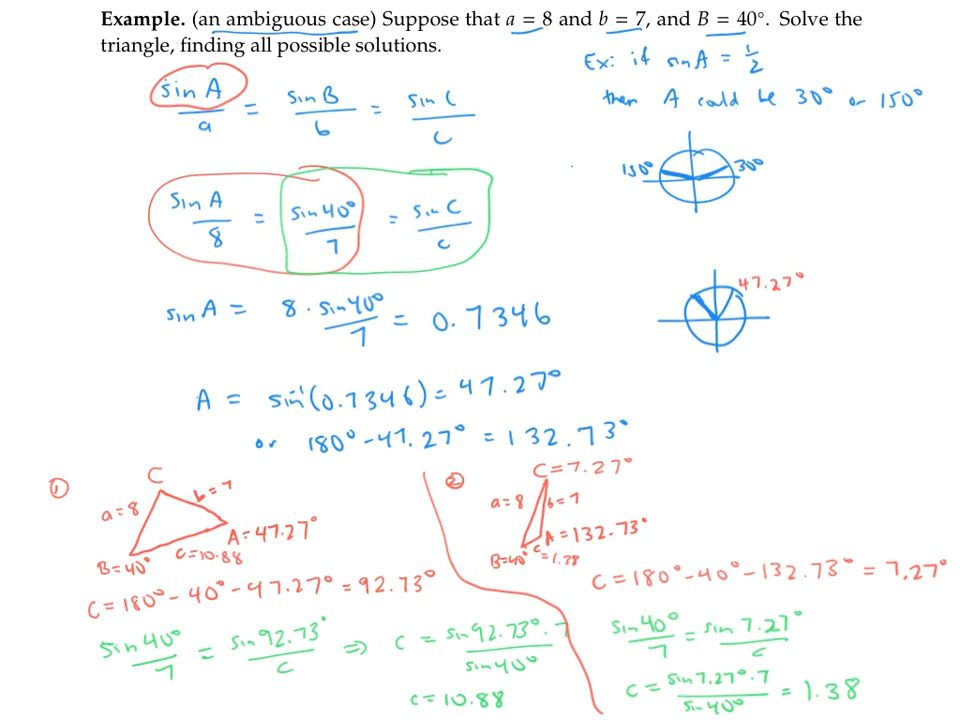 Example. (an ambiguous case) Suppose that a = 8 and b = 7, and B = 40°. Solve the
triangle, finding all possible solutions.
Ex: if sin A = 1/2
then A could be 30° or 150°
sin A / a = sin B / b = sin C / c
150° 30°
sin A / 8 = sin 40° / 7 = sin C / c
47.27°
sin A = 8 · sin 40° / 7 = 0.7346
A = sin⁻¹(0.7346) = 47.27°
or 180° - 47.27° = 132.73°
①
C
b = 7
a = 8
A = 47.27°
c = 10.88
B = 40°
C = 180° - 40° - 47.27° = 92.73°
sin 40° / 7 = sin 92.73° / c ⇒ c = sin 92.73° · 7 / sin 40°
c = 10.88
②
C = 7.27°
a = 8 b = 7
A = 132.73°
B = 40° c = 1.38
C = 180° - 40° - 132.73° = 7.27°
sin 40° / 7 = sin 7.27° / c
c = sin 7.27° · 7 / sin 40° = 1.38